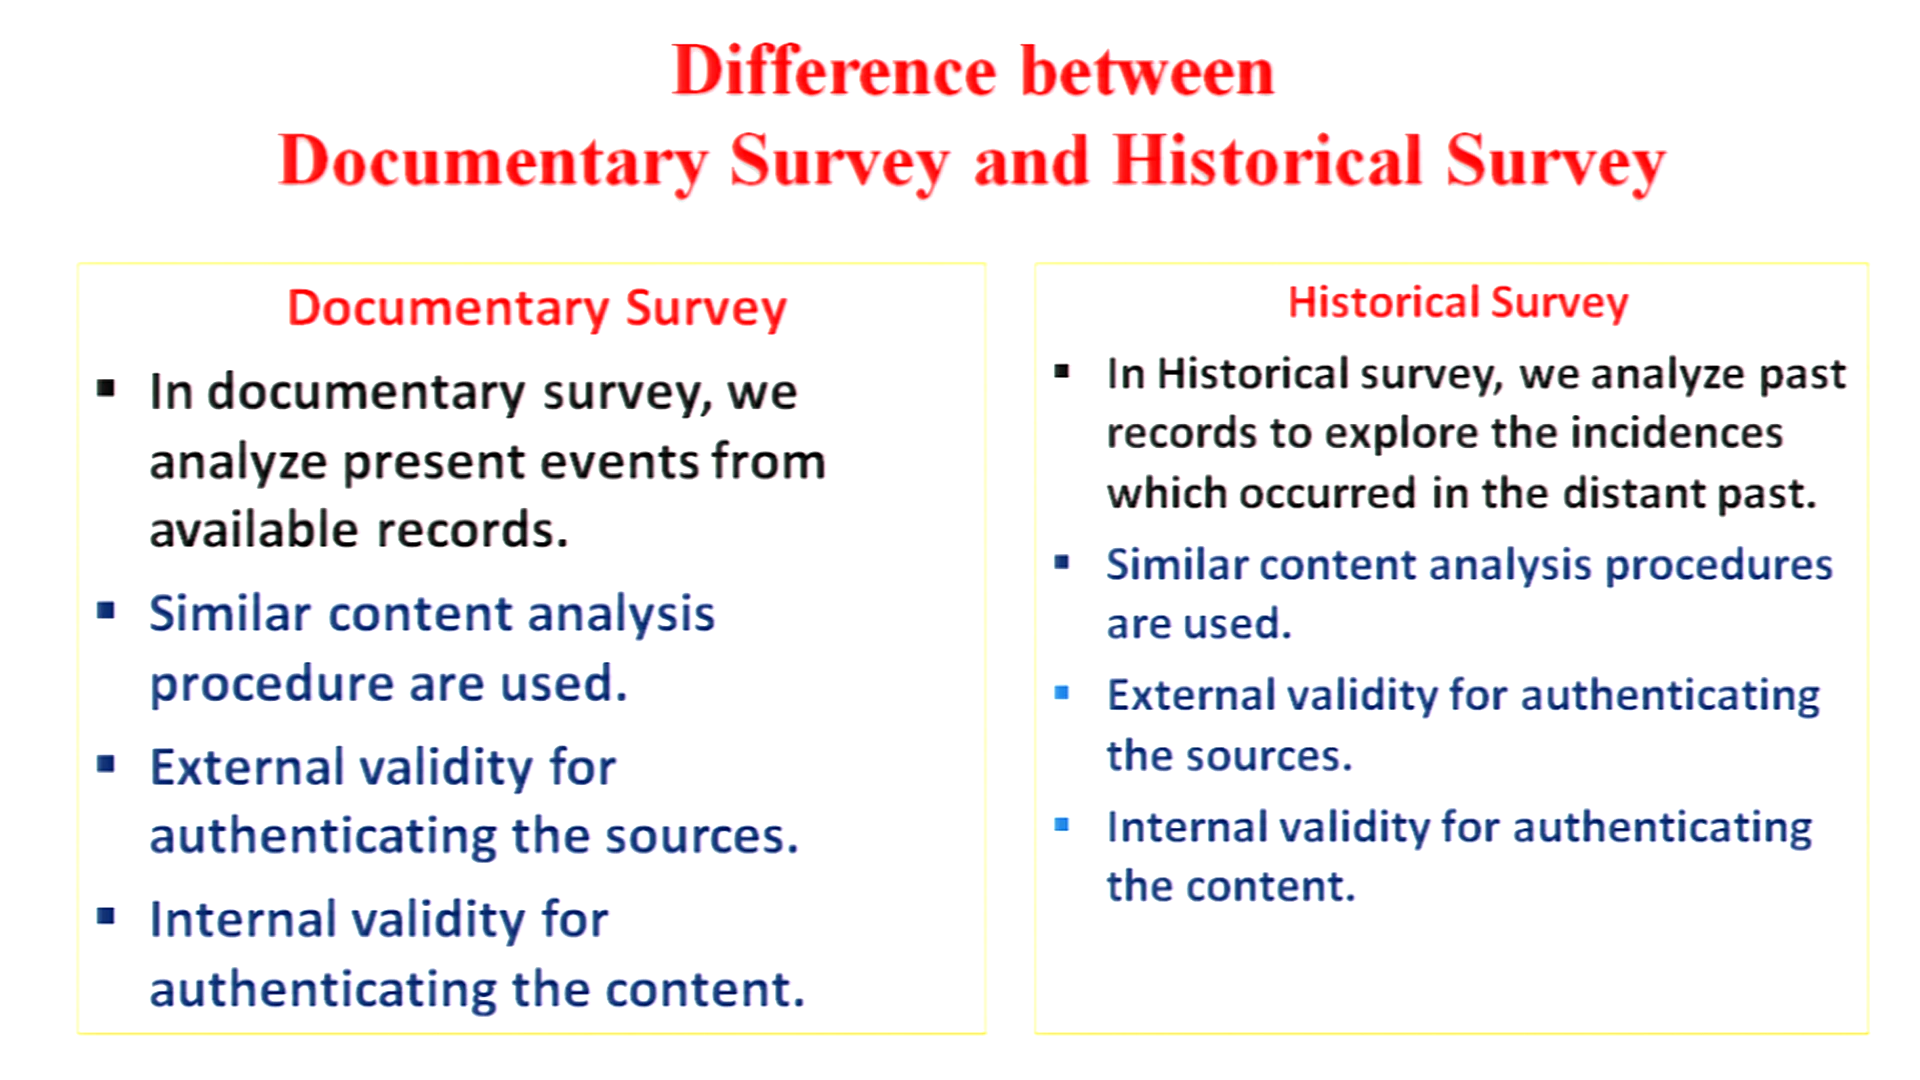 Difference between
Documentary Survey and Historical Survey
Documentary Survey
▪ In documentary survey, we
analyze present events from
available records.
▪ Similar content analysis
procedure are used.
▪ External validity for
authenticating the sources.
▪ Internal validity for
authenticating the content.
Historical Survey
▪ In Historical survey, we analyze past
records to explore the incidences
which occurred in the distant past.
▪ Similar content analysis procedures
are used.
▪ External validity for authenticating
the sources.
▪ Internal validity for authenticating
the content.